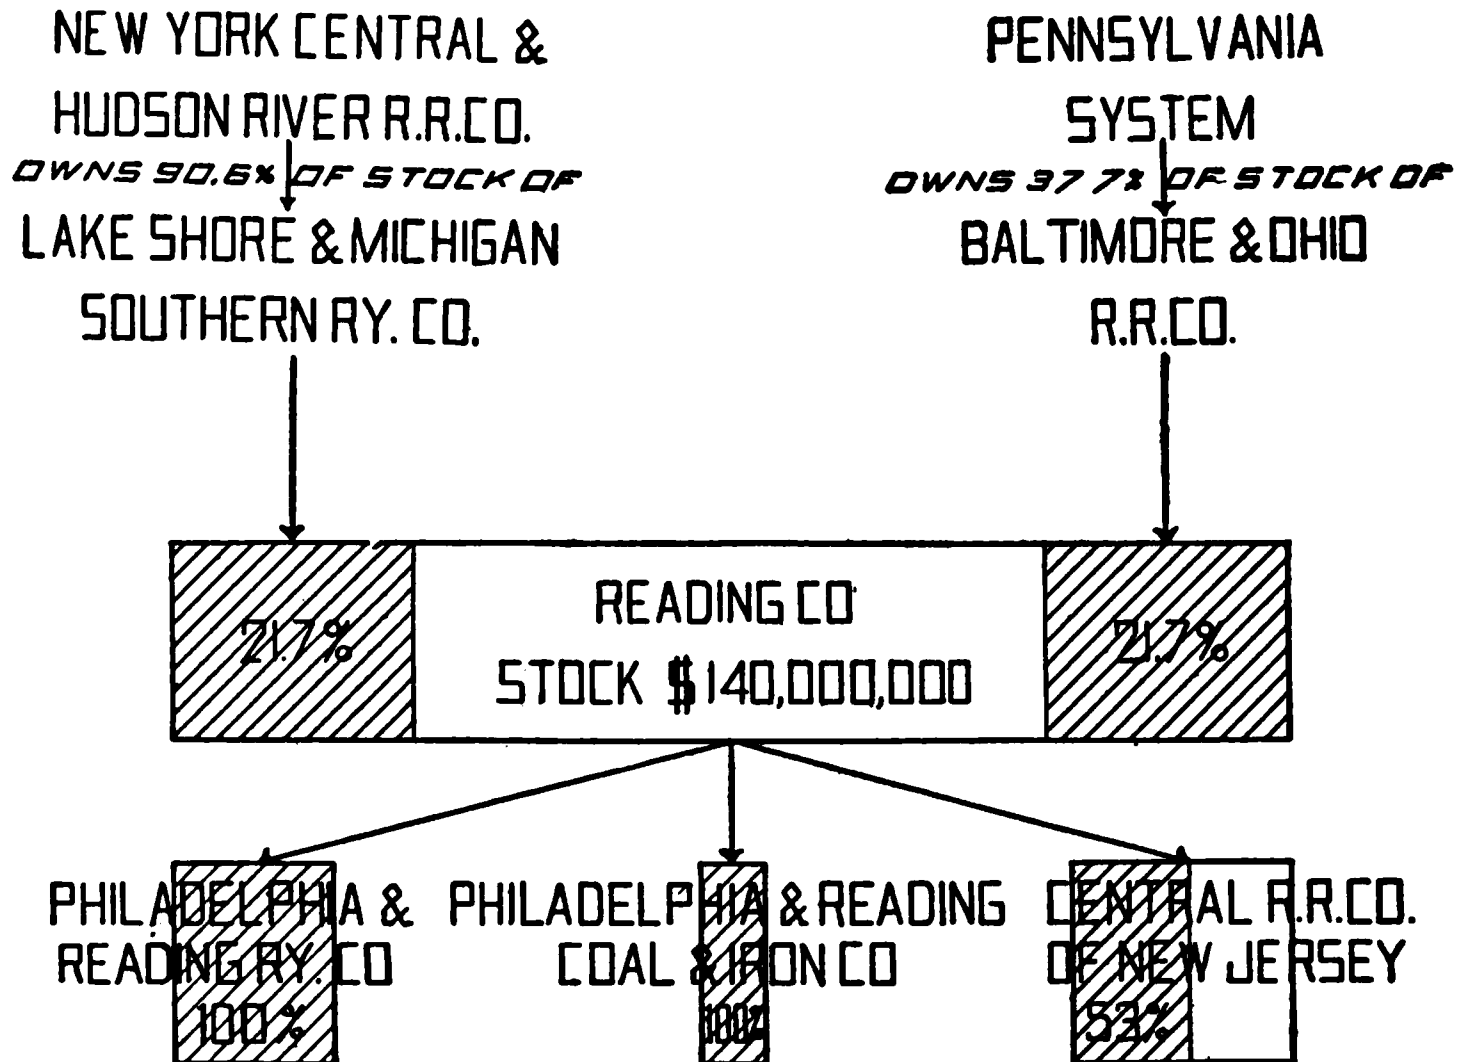 NEW YORK CENTRAL &
HUDSON RIVER R.R.CO.
OWNS 90.6% OF STOCK OF
LAKE SHORE & MICHIGAN
SOUTHERN RY. CO.
PENNSYLVANIA
SYSTEM
OWNS 37 7% OF STOCK OF
BALTIMORE & OHIO
R.R.CO.
21.7%
READING CO
STOCK $140,000,000
21.7%
PHILADELPHIA &
READING RY. CO
100%
PHILADELPHIA & READING
COAL & IRON CO
100%
CENTRAL R.R.CO.
OF NEW JERSEY
53%